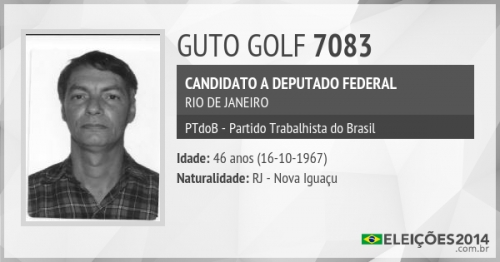 GUTO GOLF 7083
CANDIDATO A DEPUTADO FEDERAL
RIO DE JANEIRO
PTdoB - Partido Trabalhista do Brasil
Idade: 46 anos (16-10-1967)
Naturalidade: RJ - Nova Iguaçu
ELEIÇÕES2014
.com.br